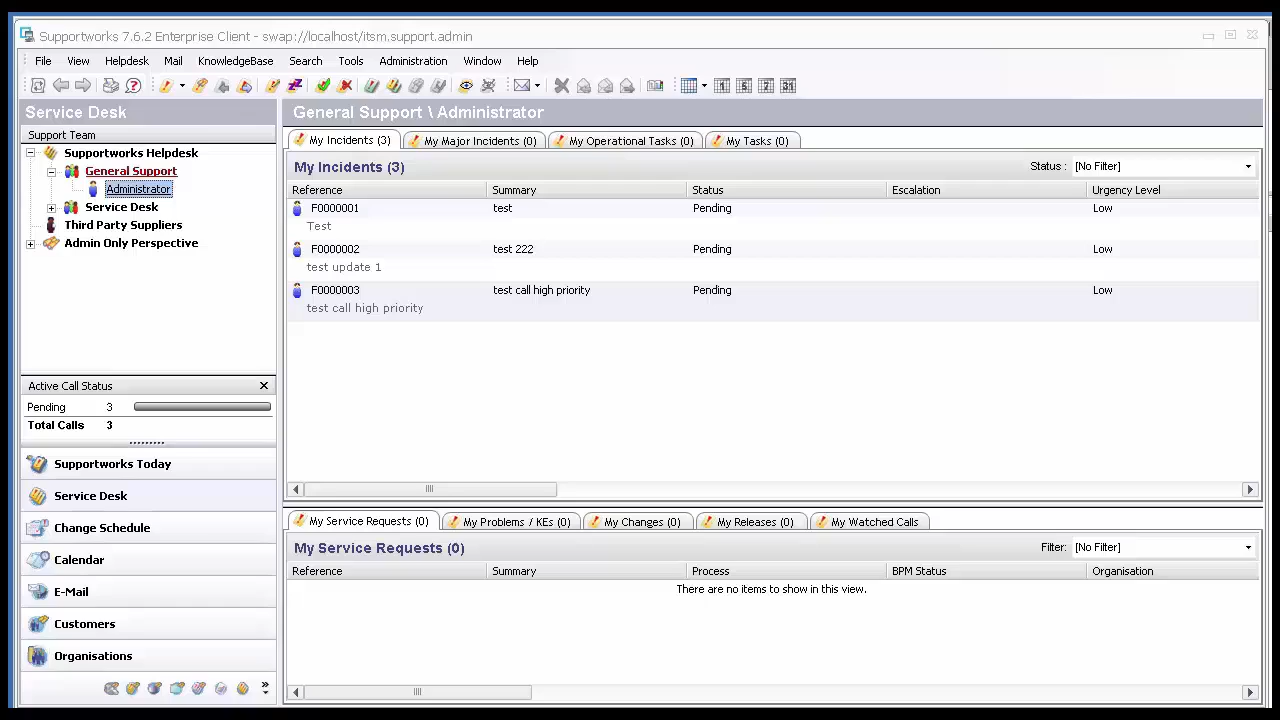 Supportworks 7.6.2 Enterprise Client - swap://localhost/itsm.support.admin
File View Helpdesk Mail KnowledgeBase Search Tools Administration Window Help
1 5 7 31
Service Desk
Support Team
Supportworks Helpdesk
General Support
Administrator
Service Desk
Third Party Suppliers
Admin Only Perspective
Active Call Status
Pending 3
Total Calls 3
Supportworks Today
Service Desk
Change Schedule
Calendar
E-Mail
Customers
Organisations
General Support \ Administrator
My Incidents (3) My Major Incidents (0) My Operational Tasks (0) My Tasks (0)
My Incidents (3) Status : [No Filter]
Reference Summary Status Escalation Urgency Level
F0000001 test Pending Low
Test
F0000002 test 222 Pending Low
test update 1
F0000003 test call high priority Pending Low
test call high priority
My Service Requests (0) My Problems / KEs (0) My Changes (0) My Releases (0) My Watched Calls
My Service Requests (0) Filter: [No Filter]
Reference Summary Process BPM Status Organisation
There are no items to show in this view.